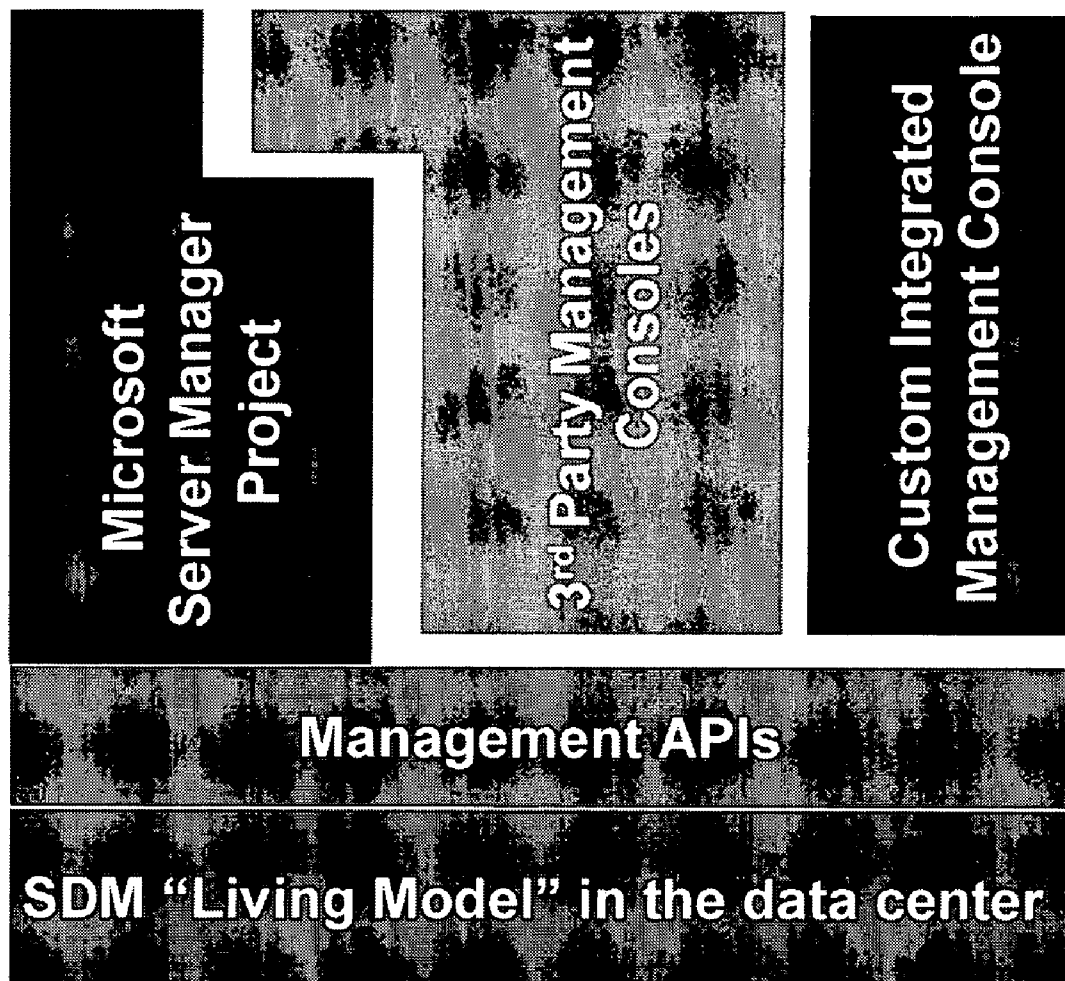 Microsoft
Server Manager
Project
3rd Party Management
Consoles
Custom Integrated
Management Console
Management APIs
SDM “Living Model” in the data center